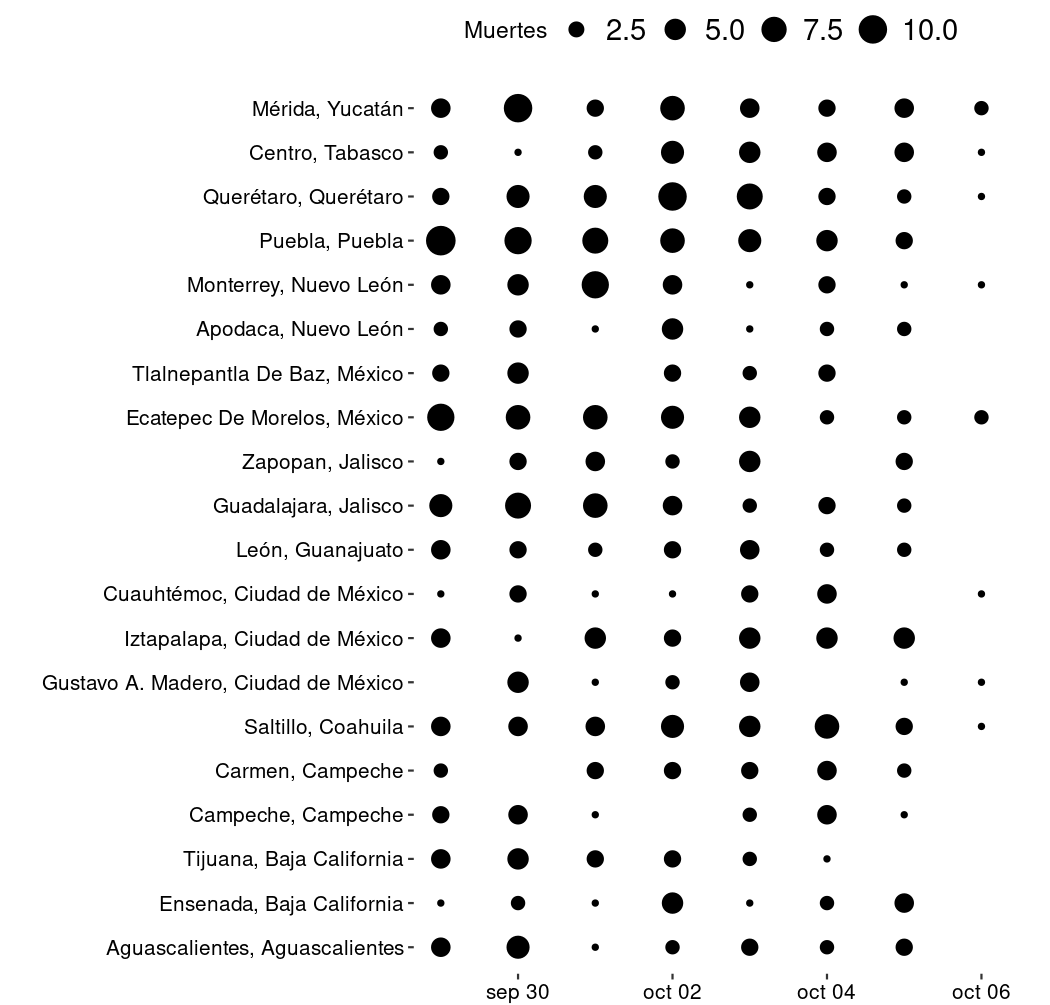 Muertes 2.5 5.0 7.5 10.0
Mérida, Yucatán
Centro, Tabasco
Querétaro, Querétaro
Puebla, Puebla
Monterrey, Nuevo León
Apodaca, Nuevo León
Tlalnepantla De Baz, México
Ecatepec De Morelos, México
Zapopan, Jalisco
Guadalajara, Jalisco
León, Guanajuato
Cuauhtémoc, Ciudad de México
Iztapalapa, Ciudad de México
Gustavo A. Madero, Ciudad de México
Saltillo, Coahuila
Carmen, Campeche
Campeche, Campeche
Tijuana, Baja California
Ensenada, Baja California
Aguascalientes, Aguascalientes
sep 30 oct 02 oct 04 oct 06